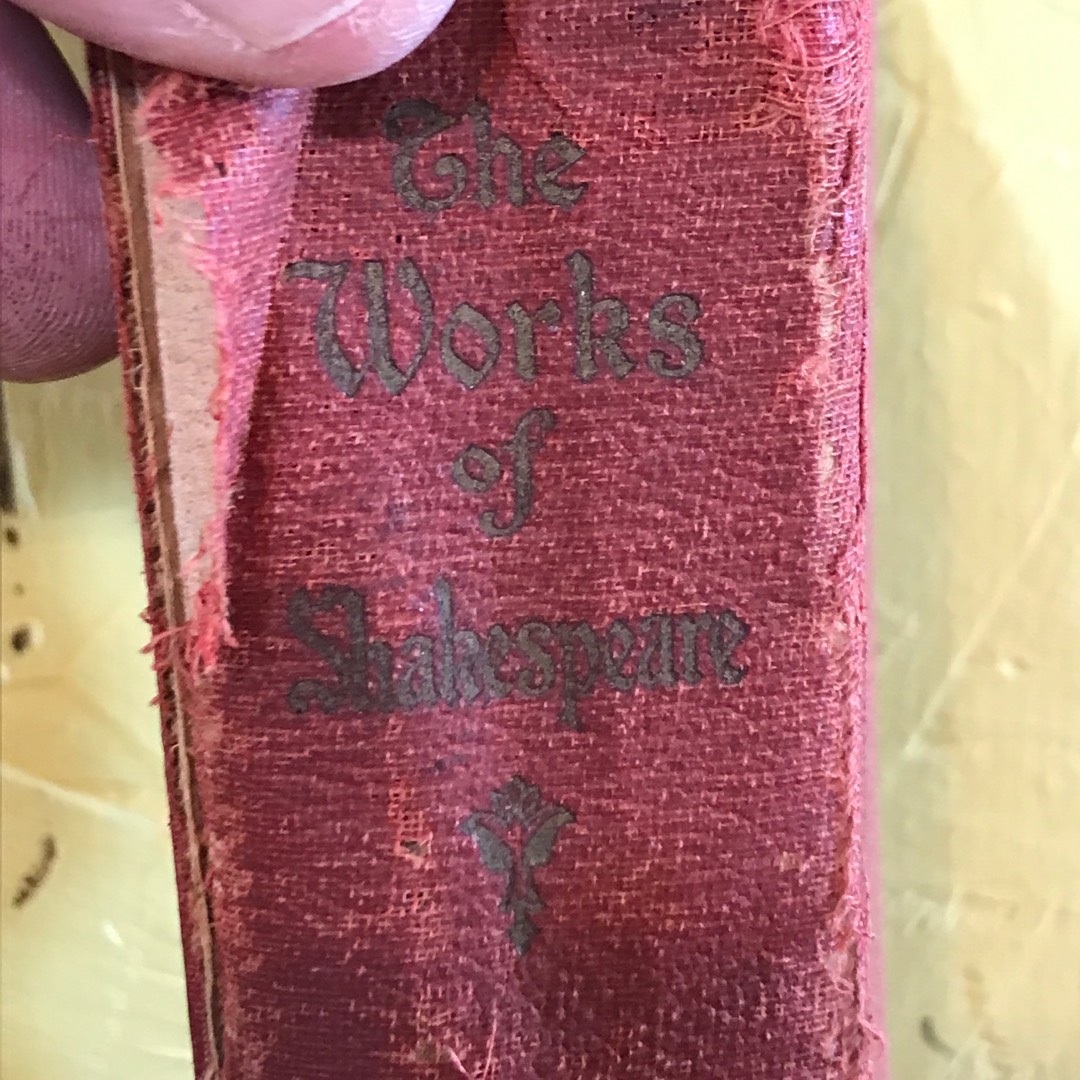 The
Works
of
Shakespeare